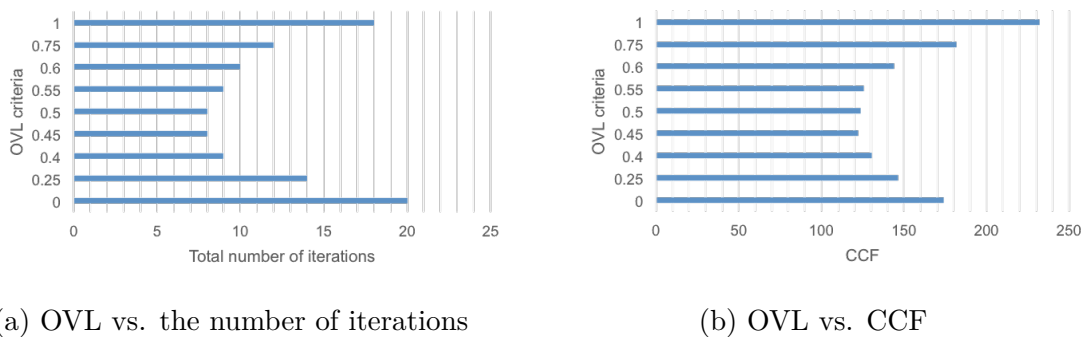 1
0.75
0.6
0.55
0.5
0.45
0.4
0.25
0
OVL criteria
0 5 10 15 20 25
Total number of iterations
1
0.75
0.6
0.55
0.5
0.45
0.4
0.25
0
OVL criteria
0 50 100 150 200 250
CCF
a) OVL vs. the number of iterations
(b) OVL vs. CCF